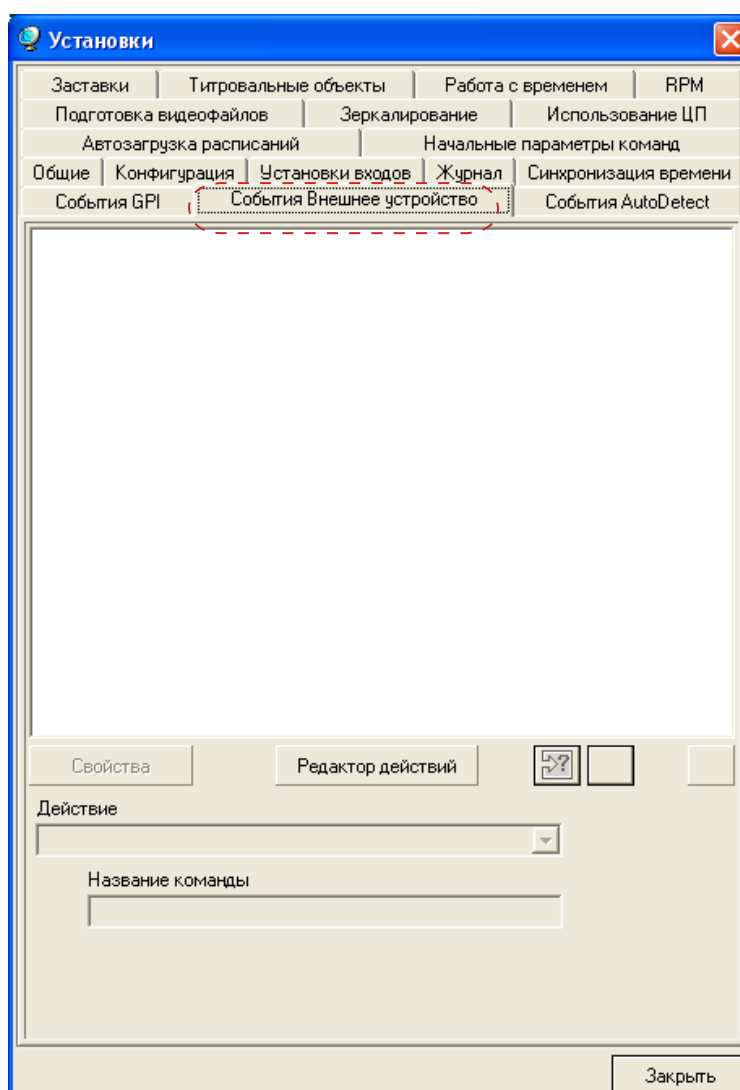 Установки
Заставки Титровальные объекты Работа с временем RPM
Подготовка видеофайлов Зеркалирование Использование ЦП
Автозагрузка расписаний Начальные параметры команд
Общие Конфигурация Установки входов Журнал Синхронизация времени
События GPI События Внешнее устройство События AutoDetect
Свойства Редактор действий ?
Действие
Название команды
Закрыть